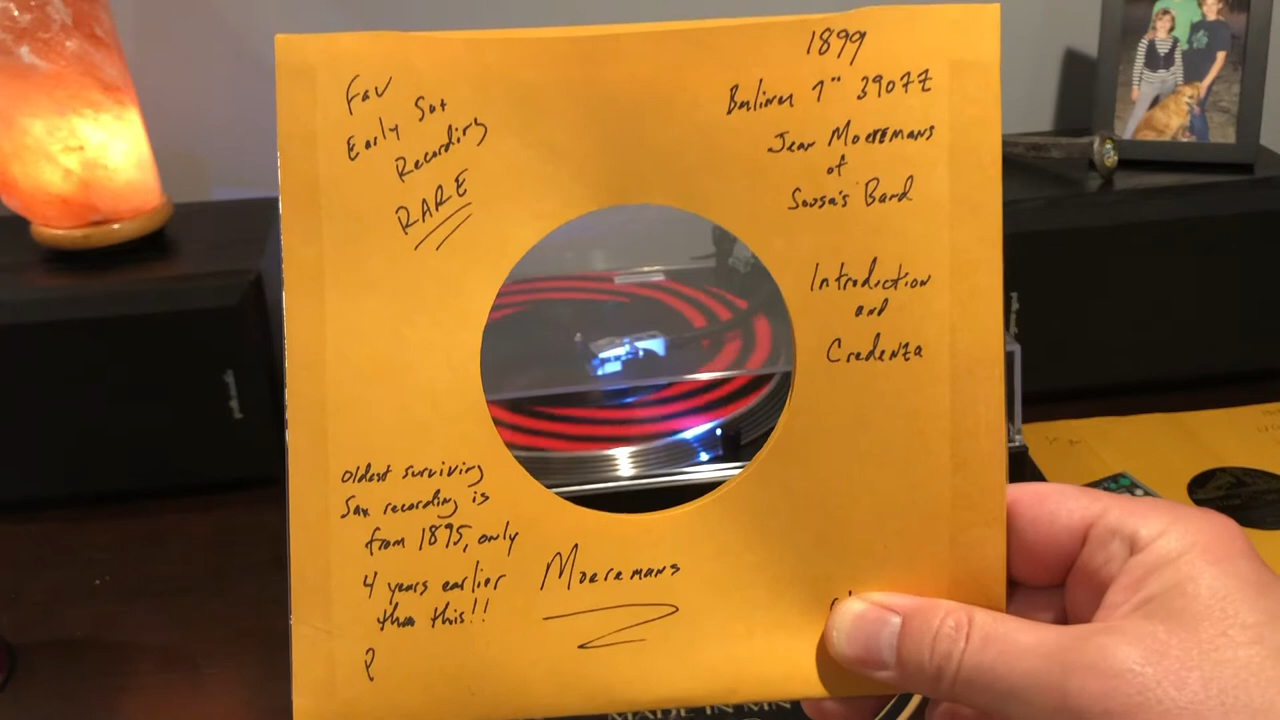 Fav
Early Sax
Recording
RARE
1899
Berliner 7" 3907Z
Jean Moeremans
of
Sousa's Band
Introduction
and
Credenza
Oldest surviving
Sax recording is
from 1895, only
4 years earlier
than this!!
P
Moeremans
MADE IN MN